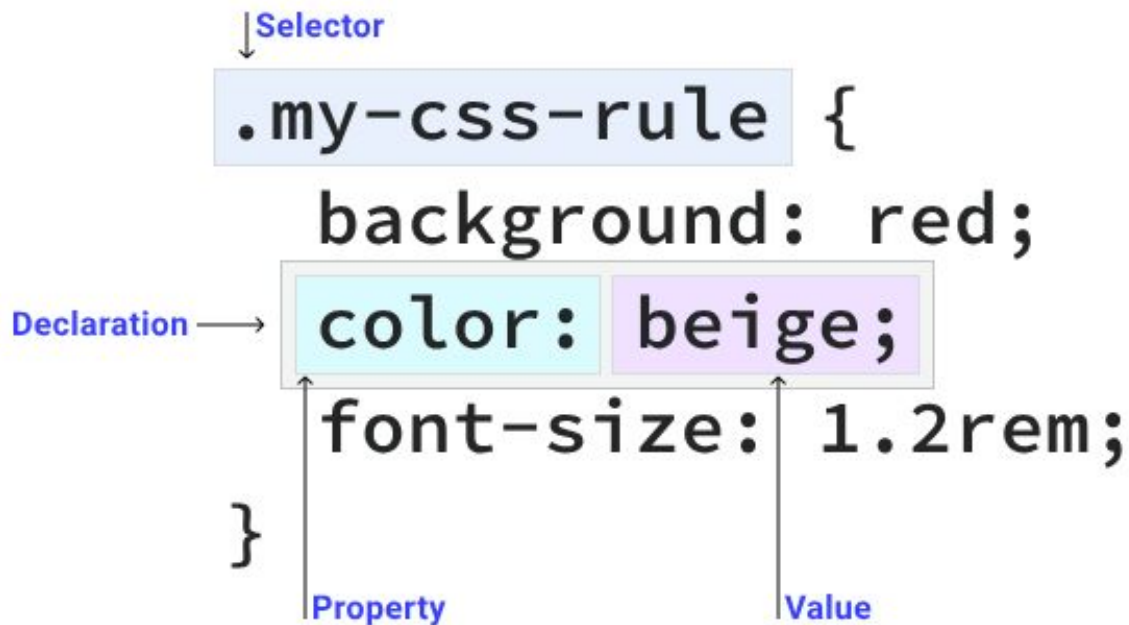 Selector
.my-css-rule {
background: red;
Declaration color: beige;
font-size: 1.2rem;
}
Property Value